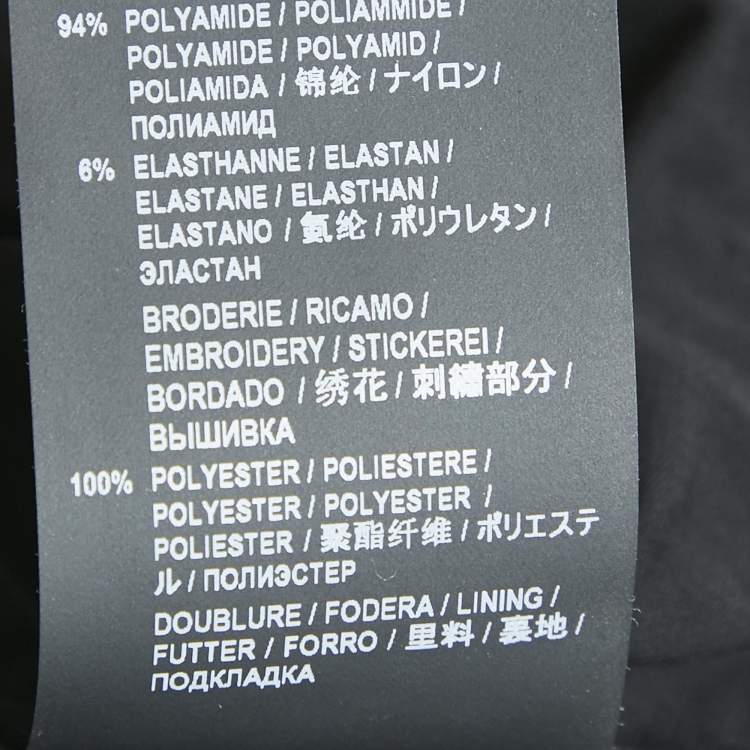 94% POLYAMIDE / POLIAMMIDE /
POLYAMIDE / POLYAMID /
POLIAMIDA / 锦纶 / ナイロン /
ПОЛИАМИД
6% ELASTHANNE / ELASTAN /
ELASTANE / ELASTHAN /
ELASTANO / 氨纶 / ポリウレタン /
ЭЛАСТАН
BRODERIE / RICAMO /
EMBROIDERY / STICKEREI /
BORDADO / 绣花 / 刺繍部分 /
ВЫШИВКА
100% POLYESTER / POLIESTERE /
POLYESTER / POLYESTER /
POLIESTER / 聚酯纤维 / ポリエステ
ル / ПОЛИЭСТЕР
DOUBLURE / FODERA / LINING /
FUTTER / FORRO / 里料 / 裏地 /
ПОДКЛАДКА